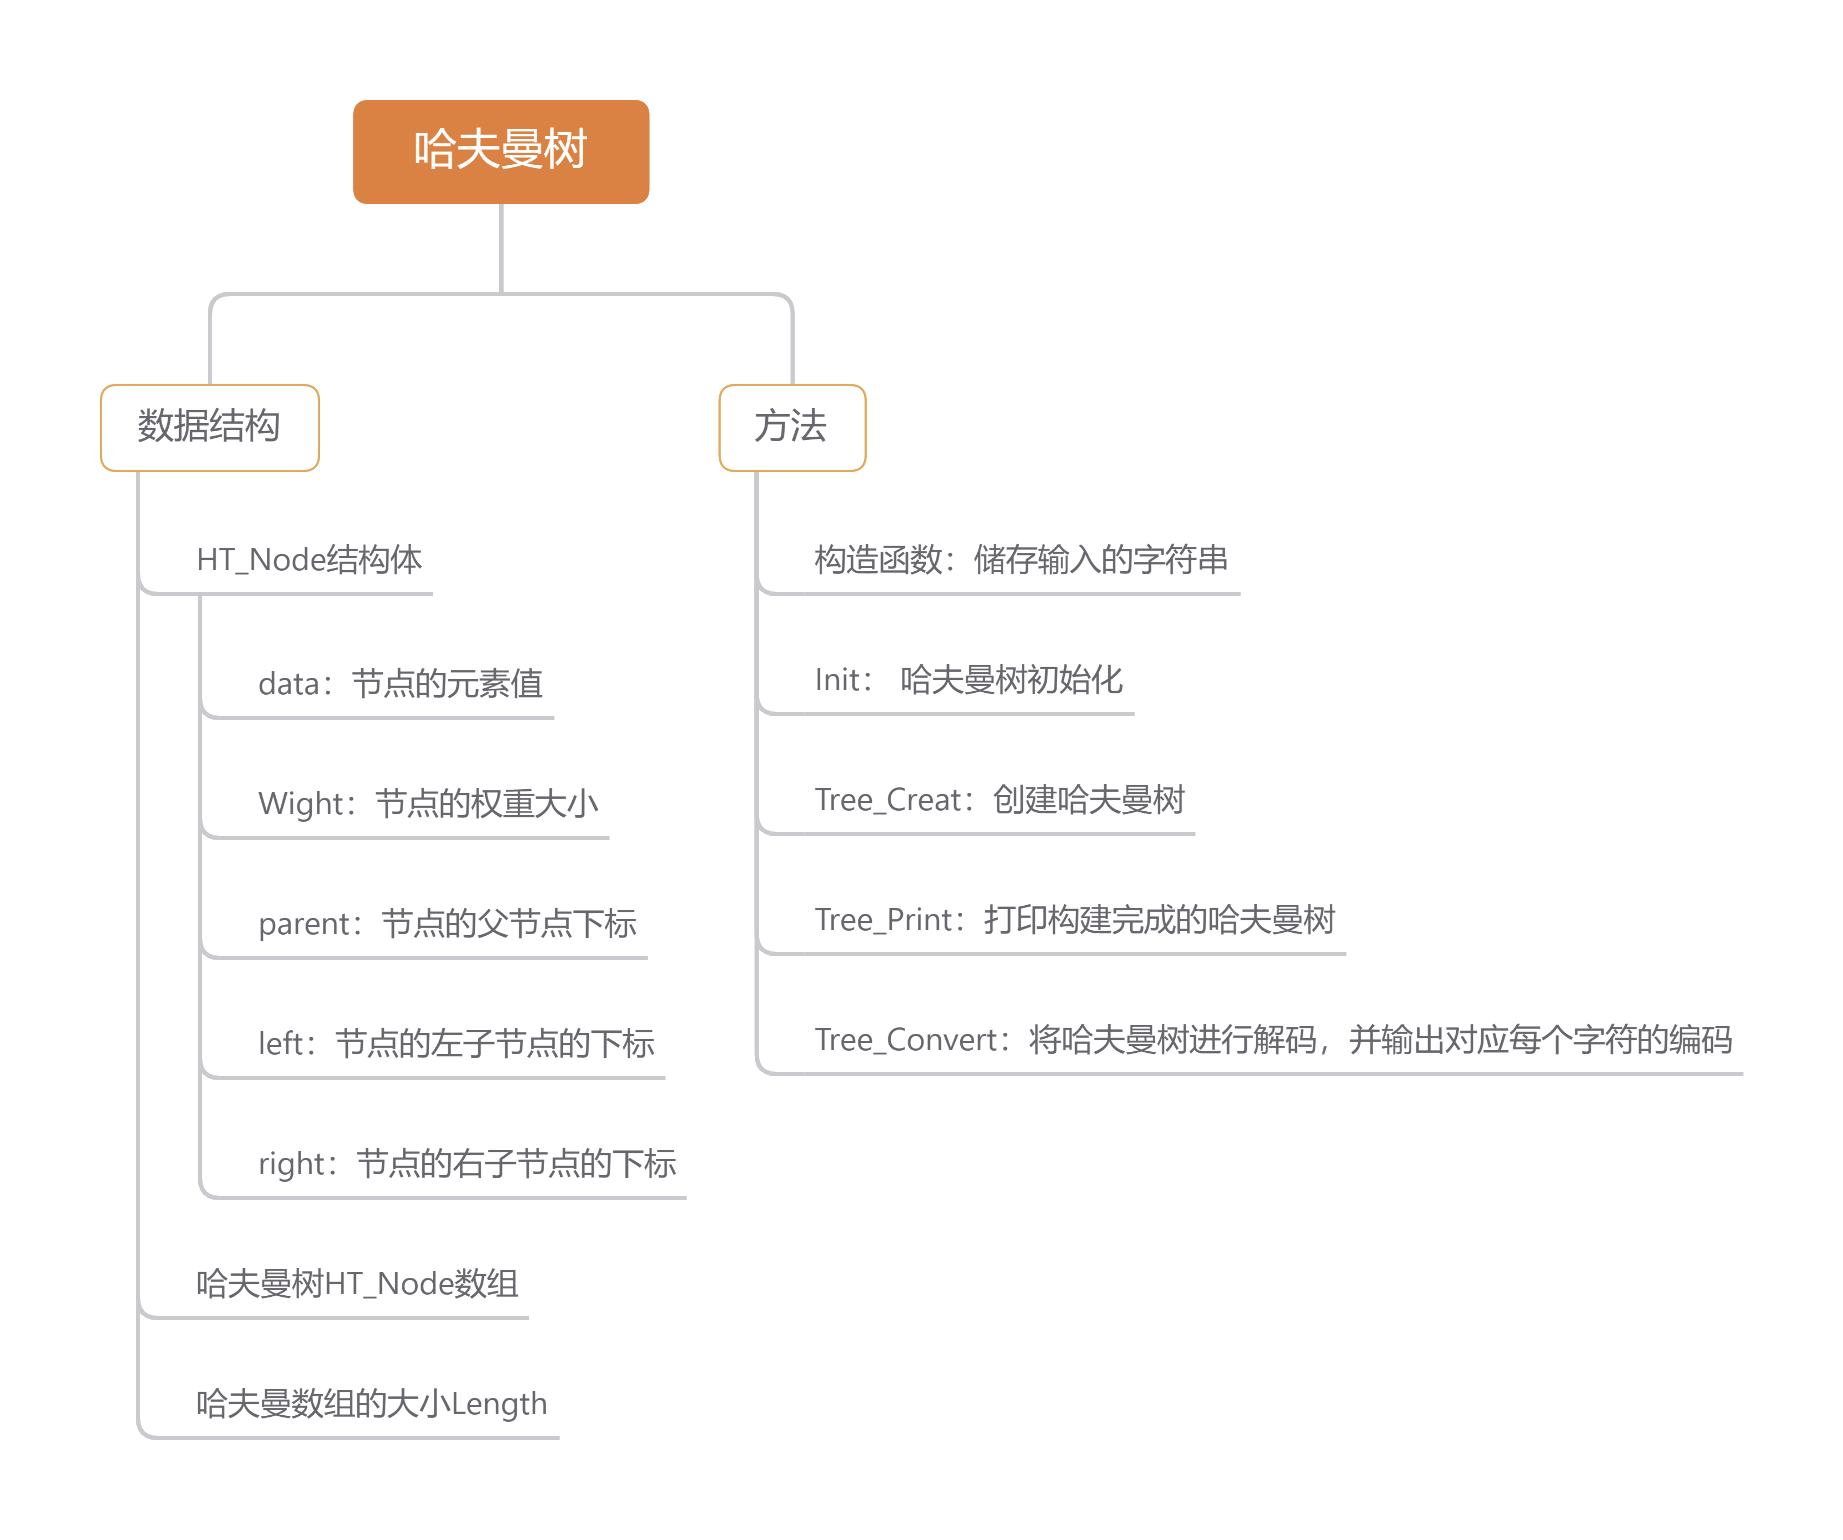 哈夫曼树
数据结构
HT_Node结构体
data：节点的元素值
Wight：节点的权重大小
parent：节点的父节点下标
left：节点的左子节点的下标
right：节点的右子节点的下标
哈夫曼树HT_Node数组
哈夫曼数组的大小Length
方法
构造函数：储存输入的字符串
Init： 哈夫曼树初始化
Tree_Creat：创建哈夫曼树
Tree_Print：打印构建完成的哈夫曼树
Tree_Convert：将哈夫曼树进行解码，并输出对应每个字符的编码